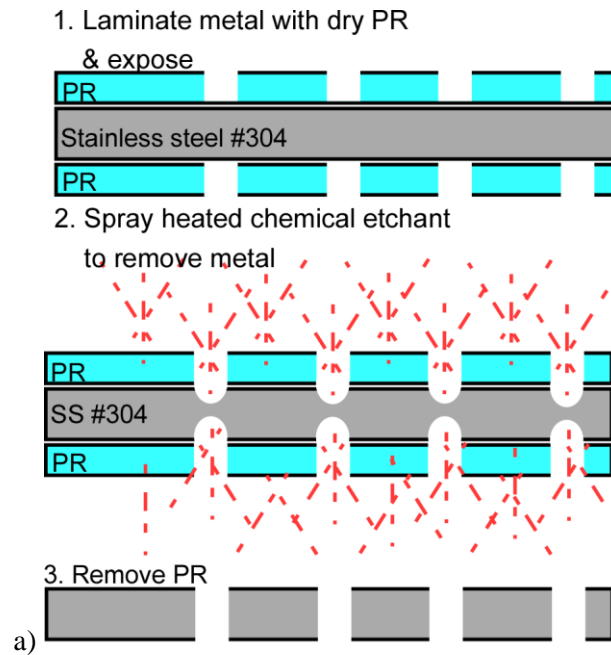 1. Laminate metal with dry PR
& expose
PR
Stainless steel #304
PR
2. Spray heated chemical etchant
to remove metal
PR
SS #304
PR
3. Remove PR
a)